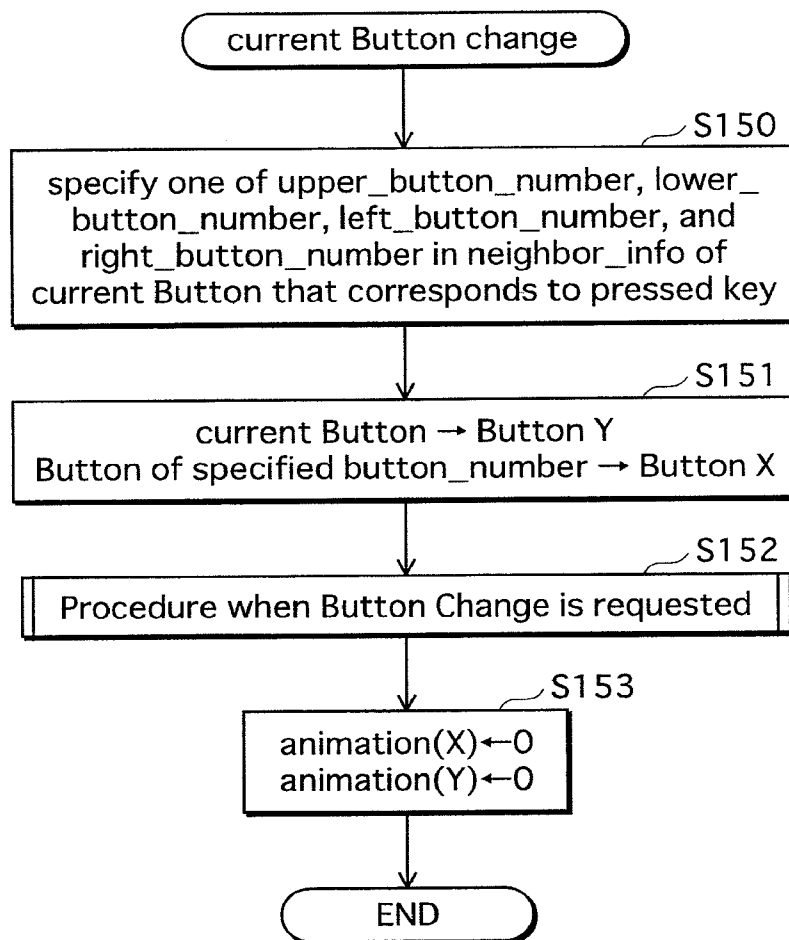 current Button change
S150
specify one of upper_button_number, lower_
button_number, left_button_number, and
right_button_number in neighbor_info of
current Button that corresponds to pressed key
S151
current Button → Button Y
Button of specified button_number → Button X
S152
Procedure when Button Change is requested
S153
animation(X)←0
animation(Y)←0
END